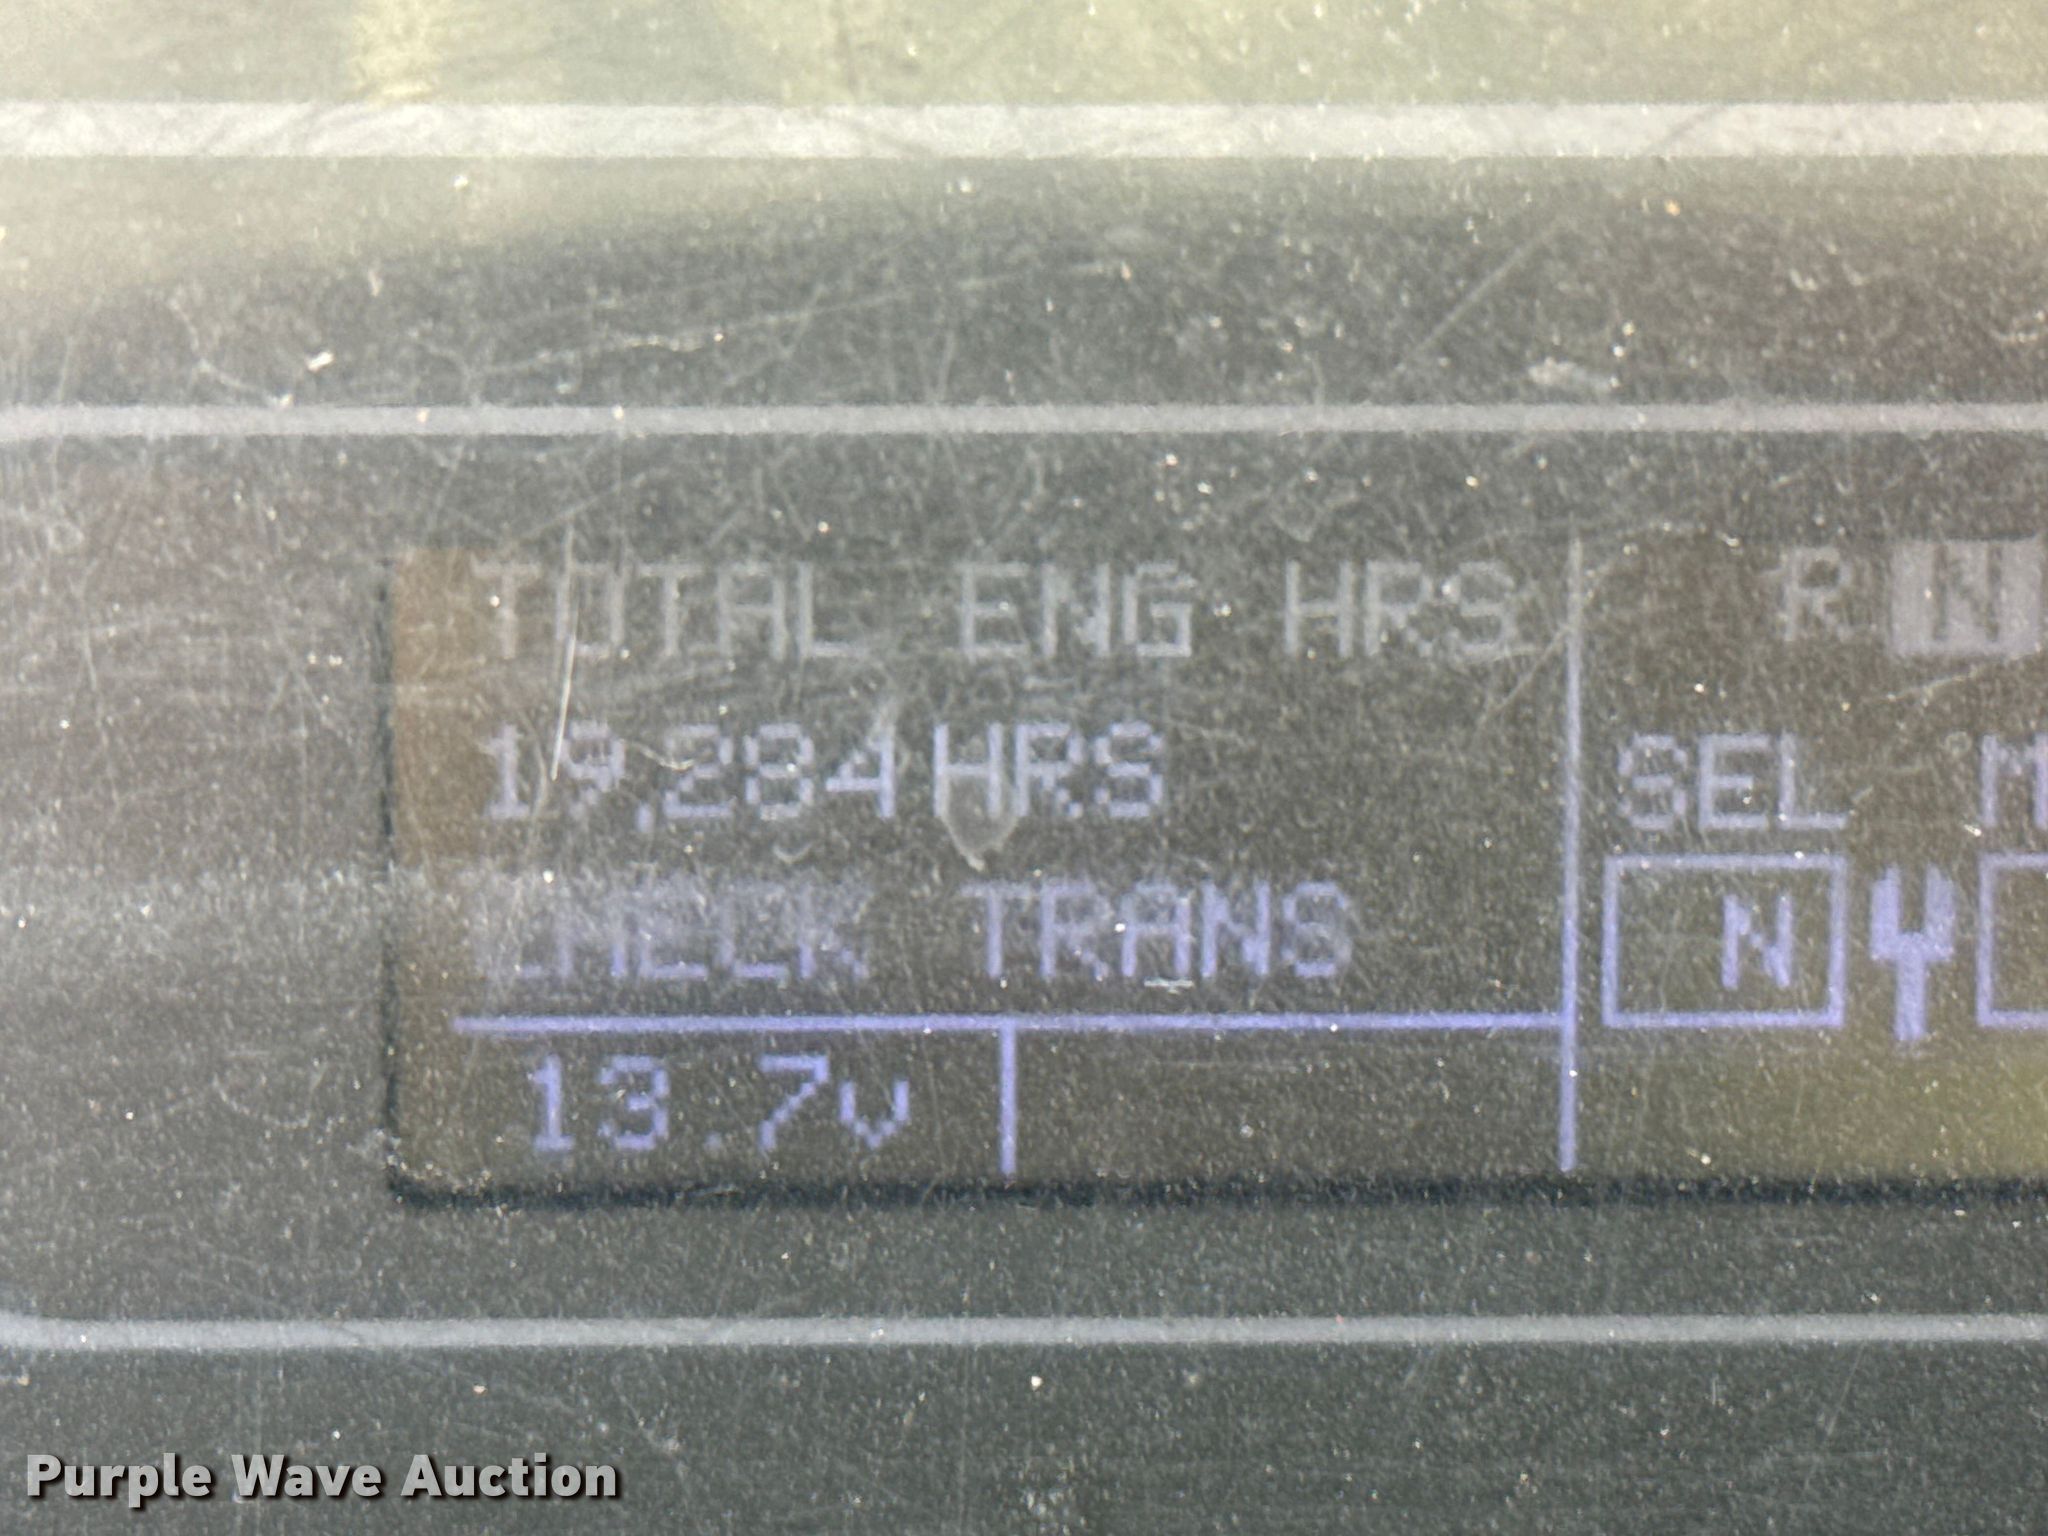 TOTAL ENG HRS
19,284 HRS
CHECK TRANS
13.7v
R N
SEL M
N
Purple Wave Auction